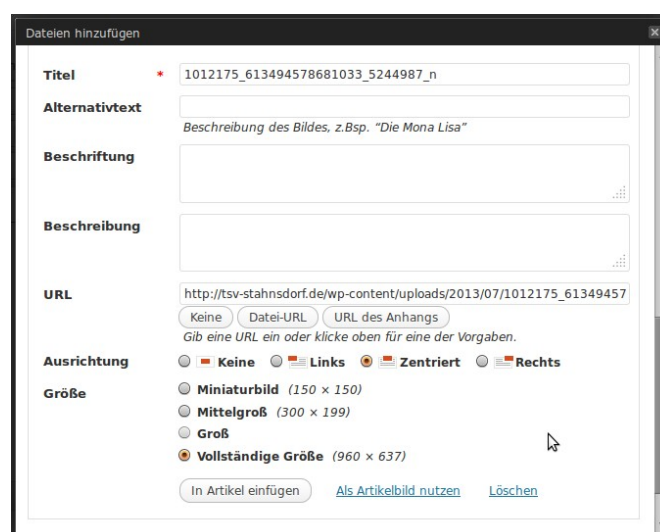 Dateien hinzufügen
Titel * 1012175_613494578681033_5244987_n
Alternativtext
Beschreibung des Bildes, z.Bsp. "Die Mona Lisa"
Beschriftung
Beschreibung
URL http://tsv-stahnsdorf.de/wp-content/uploads/2013/07/1012175_61349457
Keine Datei-URL URL des Anhangs
Gib eine URL ein oder klicke oben für eine der Vorgaben.
Ausrichtung Keine Links Zentriert Rechts
Größe Miniaturbild (150 × 150)
Mittelgroß (300 × 199)
Groß
Vollständige Größe (960 × 637)
In Artikel einfügen Als Artikelbild nutzen Löschen